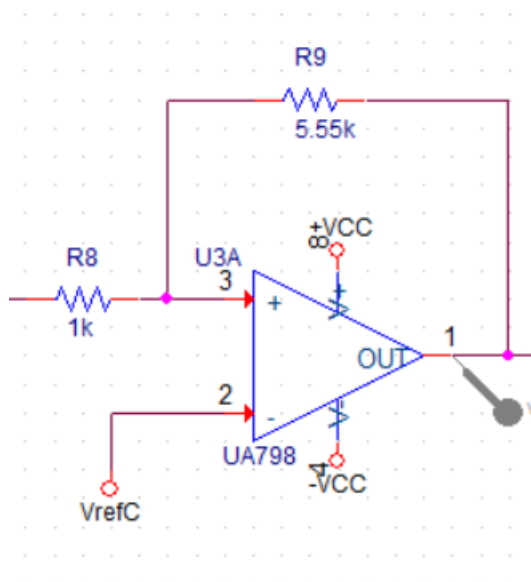 R9
5.55k
R8
1k
U3A
3
+
8
+VCC
V+
OUT
1
2
-
V-
UA798
4
-VCC
VrefC
V